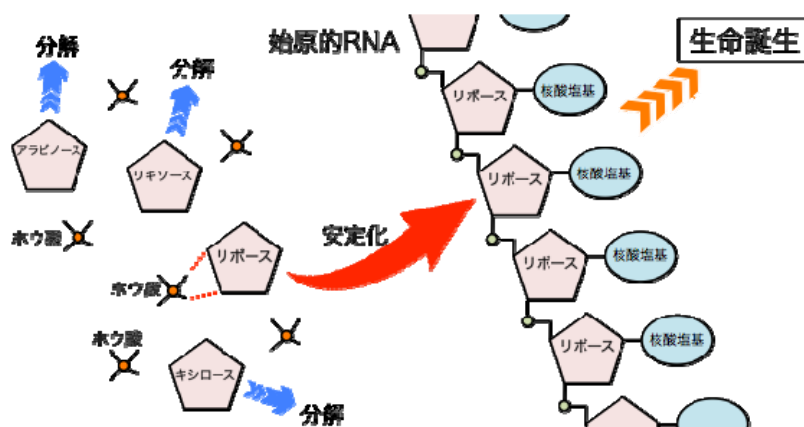 分解
始原的RNA
生命誕生
分解
リボース
核酸塩基
アラビノース
リキソース
リボース
核酸塩基
ホウ酸
安定化
リボース
ホウ酸
リボース
核酸塩基
ホウ酸
リボース
核酸塩基
キシロース
分解